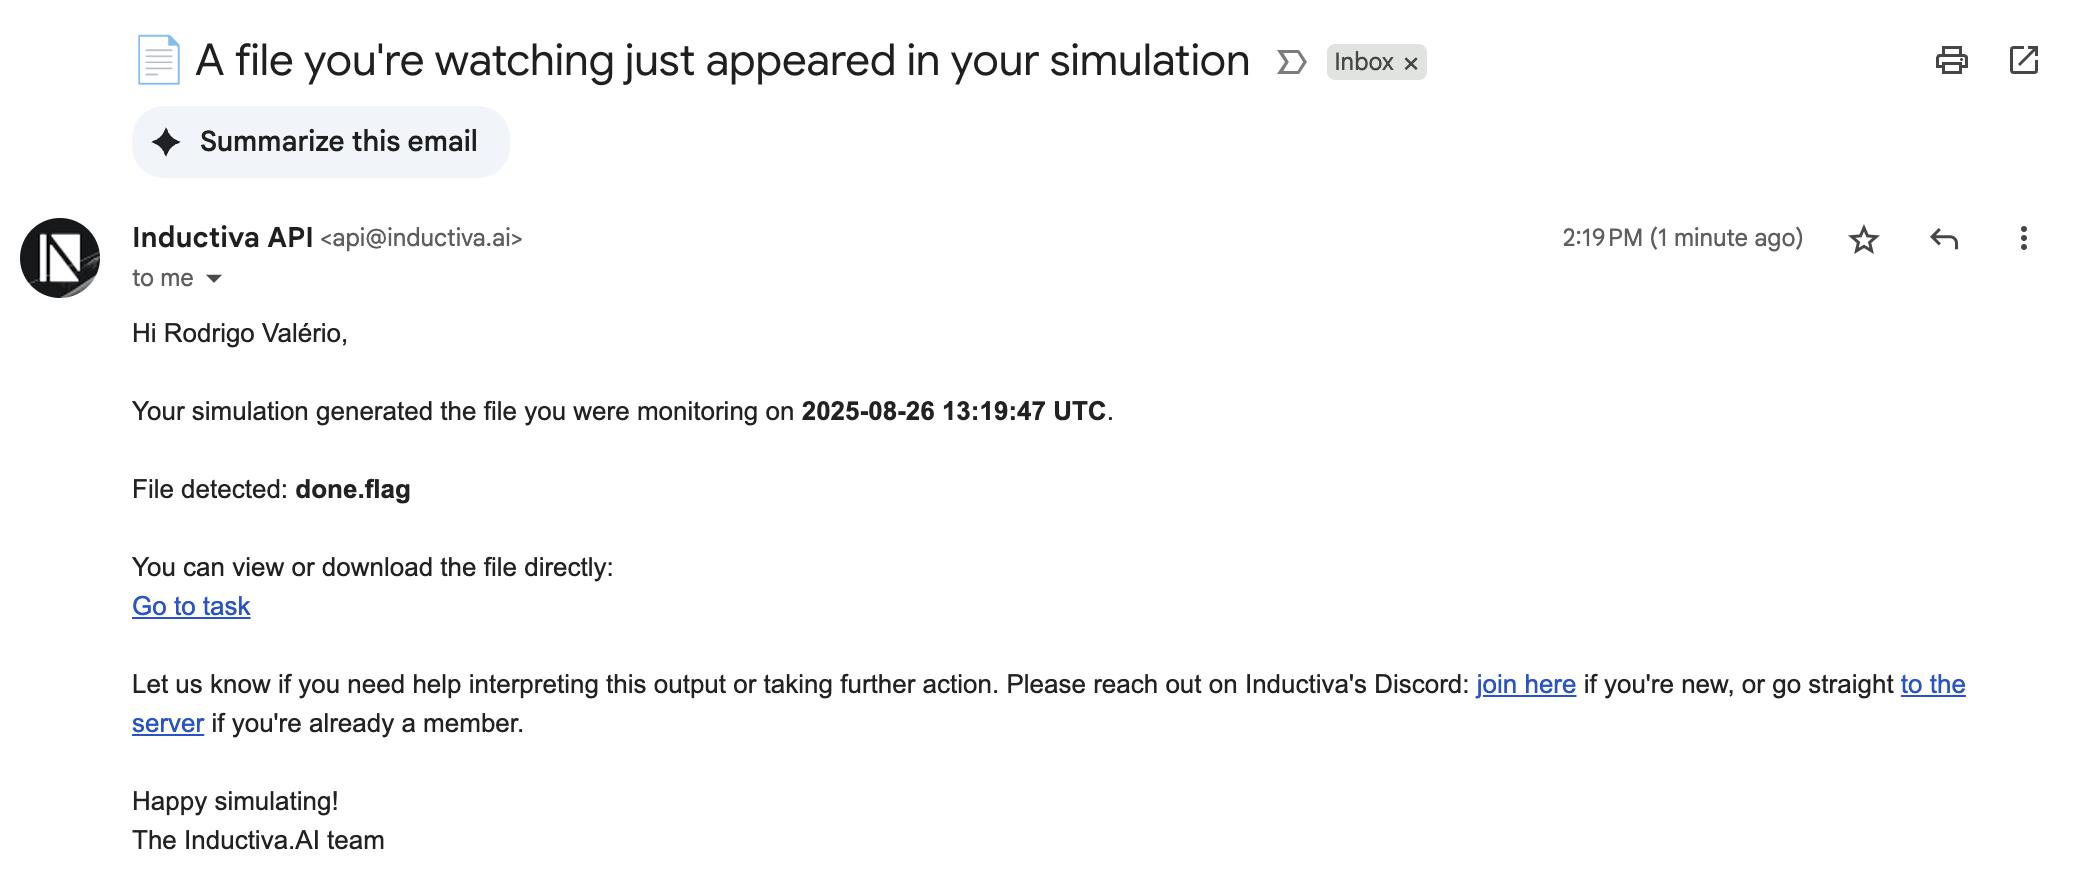 A file you're watching just appeared in your simulation Inbox ×
Summarize this email
Inductiva API <api@inductiva.ai> 2:19 PM (1 minute ago)
to me
Hi Rodrigo Valério,
Your simulation generated the file you were monitoring on 2025-08-26 13:19:47 UTC.
File detected: done.flag
You can view or download the file directly:
Go to task
Let us know if you need help interpreting this output or taking further action. Please reach out on Inductiva's Discord: join here if you're new, or go straight to the
server if you're already a member.
Happy simulating!
The Inductiva.AI team